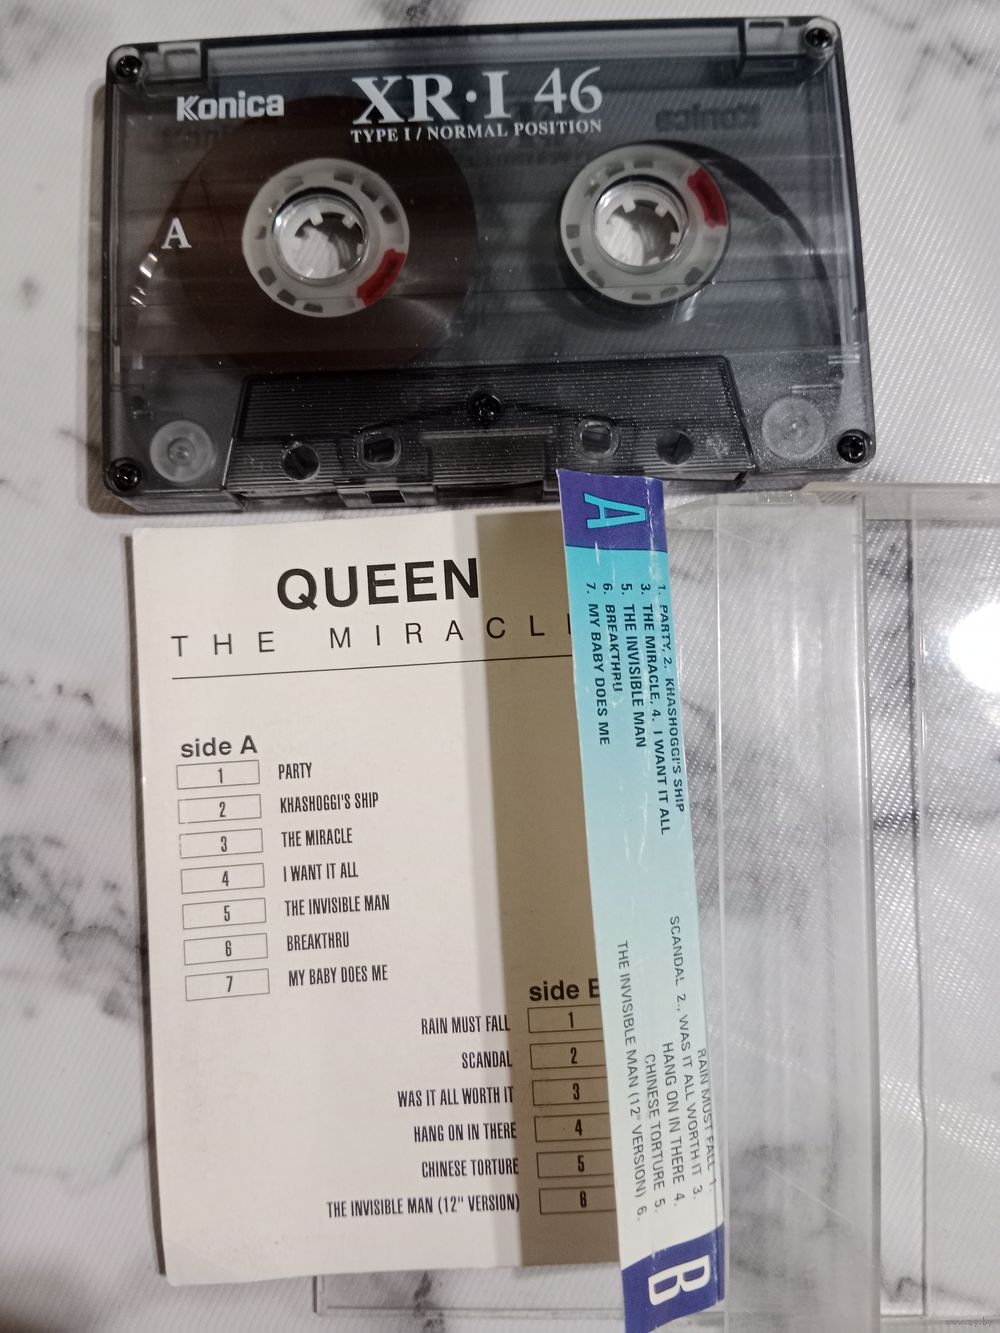 Konica
XR·I 46
TYPE I / NORMAL POSITION
A
QUEEN
THE MIRACL
side A
1 PARTY
2 KHASHOGGI'S SHIP
3 THE MIRACLE
4 I WANT IT ALL
5 THE INVISIBLE MAN
6 BREAKTHRU
7 MY BABY DOES ME
side B
RAIN MUST FALL 1
SCANDAL 2
WAS IT ALL WORTH IT 3
HANG ON IN THERE 4
CHINESE TORTURE 5
THE INVISIBLE MAN (12" VERSION) 6
A
1. PARTY, 2. KHASHOGGI'S SHIP
3. THE MIRACLE, 4. I WANT IT ALL
5. THE INVISIBLE MAN
6. BREAKTHRU
7. MY BABY DOES ME
RAIN MUST FALL 1.
SCANDAL 2., WAS IT ALL WORTH IT 3.
HANG ON IN THERE 4.
CHINESE TORTURE 5.
THE INVISIBLE MAN (12" VERSION) 6.
B
www.ay.by